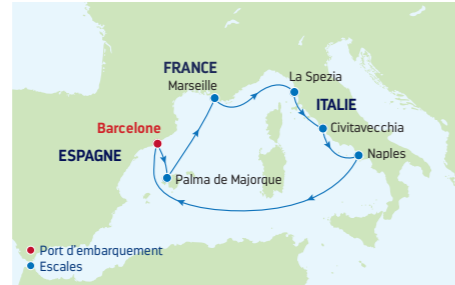 FRANCE
Marseille
La Spezia
ITALIE
Barcelone
Civitavecchia
ESPAGNE
Naples
Palma de Majorque
Port d'embarquement
Escales